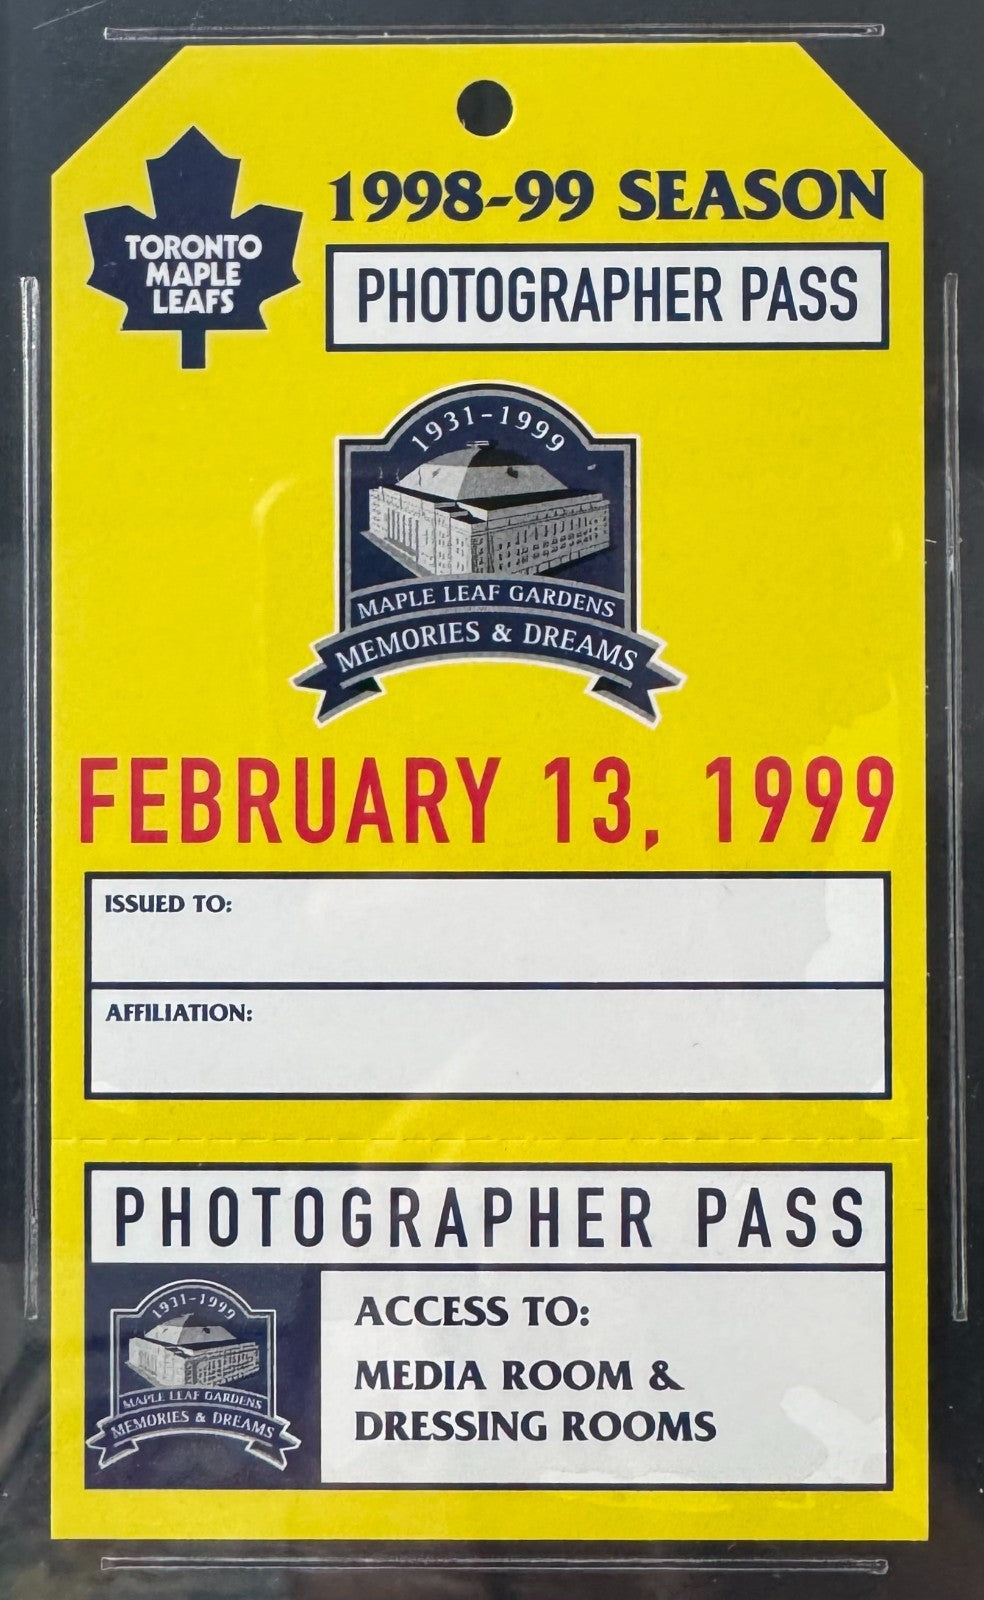 1998-99 SEASON
TORONTO
MAPLE
LEAFS
PHOTOGRAPHER PASS
1931-1999
MAPLE LEAF GARDENS
MEMORIES & DREAMS
FEBRUARY 13, 1999
ISSUED TO:
AFFILIATION:
PHOTOGRAPHER PASS
1931-1999
MAPLE LEAF GARDENS
MEMORIES & DREAMS
ACCESS TO:
MEDIA ROOM &
DRESSING ROOMS